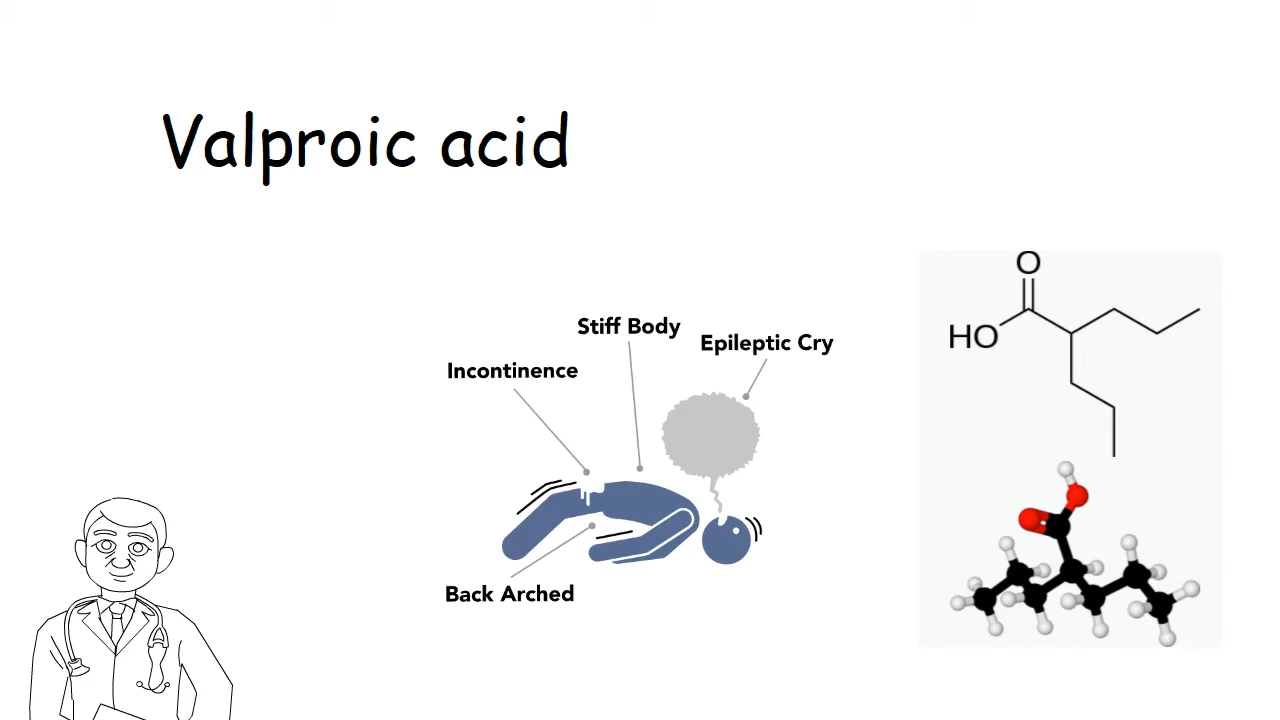 Valproic acid
Stiff Body
Epileptic Cry
Incontinence
Back Arched
O
HO